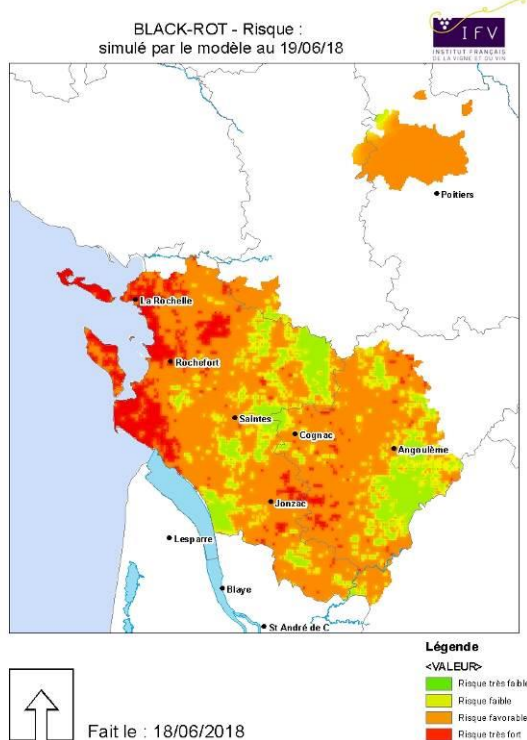 BLACK-ROT - Risque :
simulé par le modèle au 19/06/18
IFV
INSTITUT FRANÇAIS
DE LA VIGNE ET DU VIN
Poitiers
La Rochelle
Rochefort
Saintes
Cognac
Angoulême
Jonzac
Lesparre
Blaye
St André de C
Légende
<VALEUR>
Risque très faible
Risque faible
Risque favorable
Risque très fort
Fait le : 18/06/2018